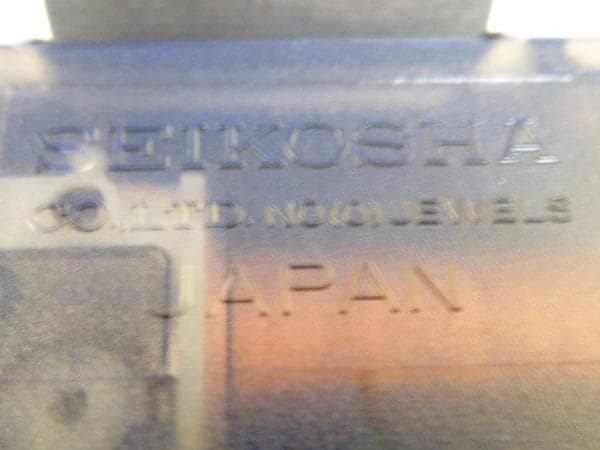 SEIKOSHA
CO.,LTD. NO(0)JEWELS
JAPAN